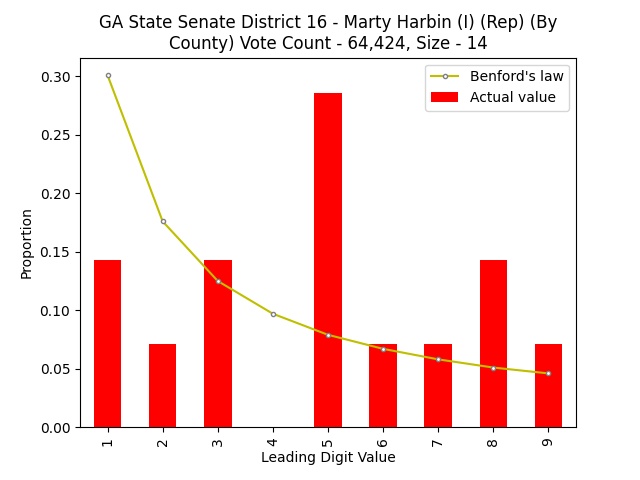 GA State Senate District 16 - Marty Harbin (I) (Rep) (By
County) Vote Count - 64,424, Size - 14
Benford's law
Actual value
0.30
0.25
0.20
0.15
0.10
0.05
0.00
Proportion
1 2 3 4 5 6 7 8 9
Leading Digit Value